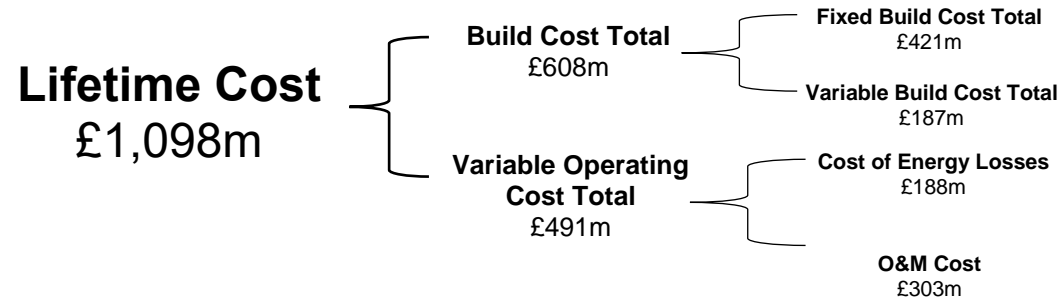 Lifetime Cost
£1,098m
Build Cost Total
£608m
Fixed Build Cost Total
£421m
Variable Build Cost Total
£187m
Variable Operating
Cost Total
£491m
Cost of Energy Losses
£188m
O&M Cost
£303m